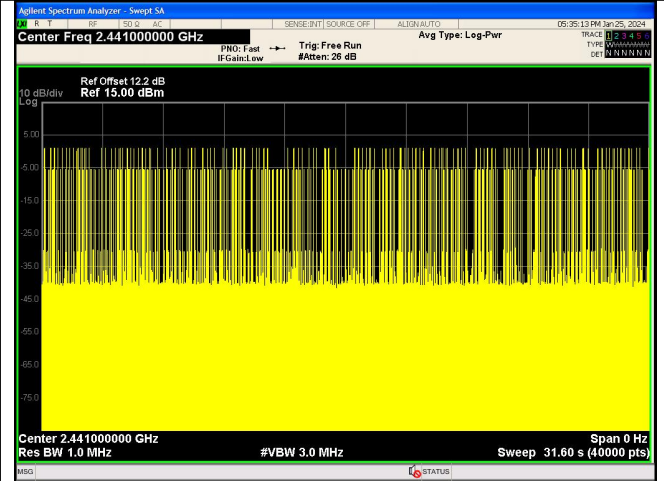 Agilent Spectrum Analyzer - Swept SA
LXI R T RF 50 Ω AC SENSE:INT SOURCE OFF ALIGN AUTO 05:35:13 PM Jan 25, 2024
Center Freq 2.441000000 GHz
Avg Type: Log-Pwr
TRACE 1 2 3 4 5 6
PNO: Fast Trig: Free Run
TYPE W
IFGain:Low #Atten: 26 dB
DET N N N N N N
Ref Offset 12.2 dB
10 dB/div Ref 15.00 dBm
Log
5.00
-5.00
-15.0
-25.0
-35.0
-45.0
-55.0
-65.0
-75.0
Center 2.441000000 GHz Span 0 Hz
Res BW 1.0 MHz #VBW 3.0 MHz Sweep 31.60 s (40000 pts)
MSG STATUS